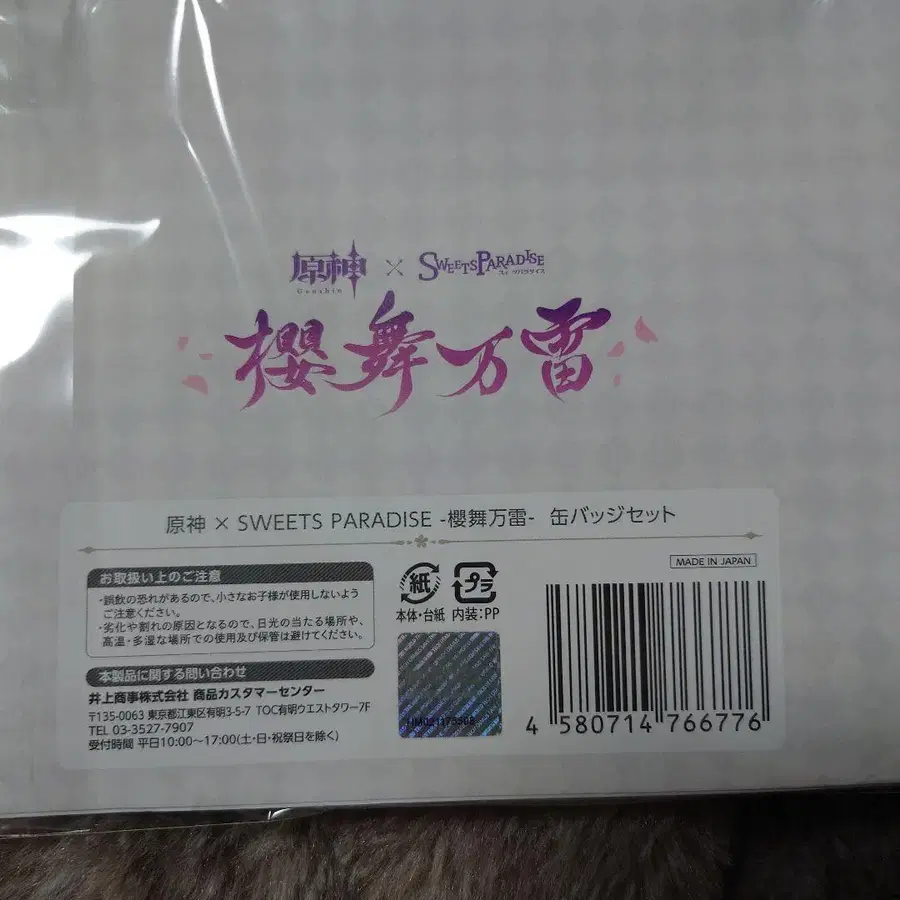 原神 × SWEETS PARADISE
Genshin スイーツパラダイス
櫻舞万雷
原神 × SWEETS PARADISE -櫻舞万雷- 缶バッジセット
お取扱い上のご注意
・誤飲の恐れがあるので、小さなお子様が使用しないよう
ご注意ください。
・劣化や割れの原因となるので、日光の当たる場所や、
高温・多湿な場所での使用及び保管は避けてください。
本製品に関する問い合わせ
井上商事株式会社 商品カスタマーセンター
〒135-0063 東京都江東区有明3-5-7 TOC有明ウエストタワー7F
TEL 03-3527-7907
受付時間 平日10:00～17:00(土・日・祝祭日を除く)
紙 プラ
本体・台紙 内装:PP
MADE IN JAPAN
4 580714 766776